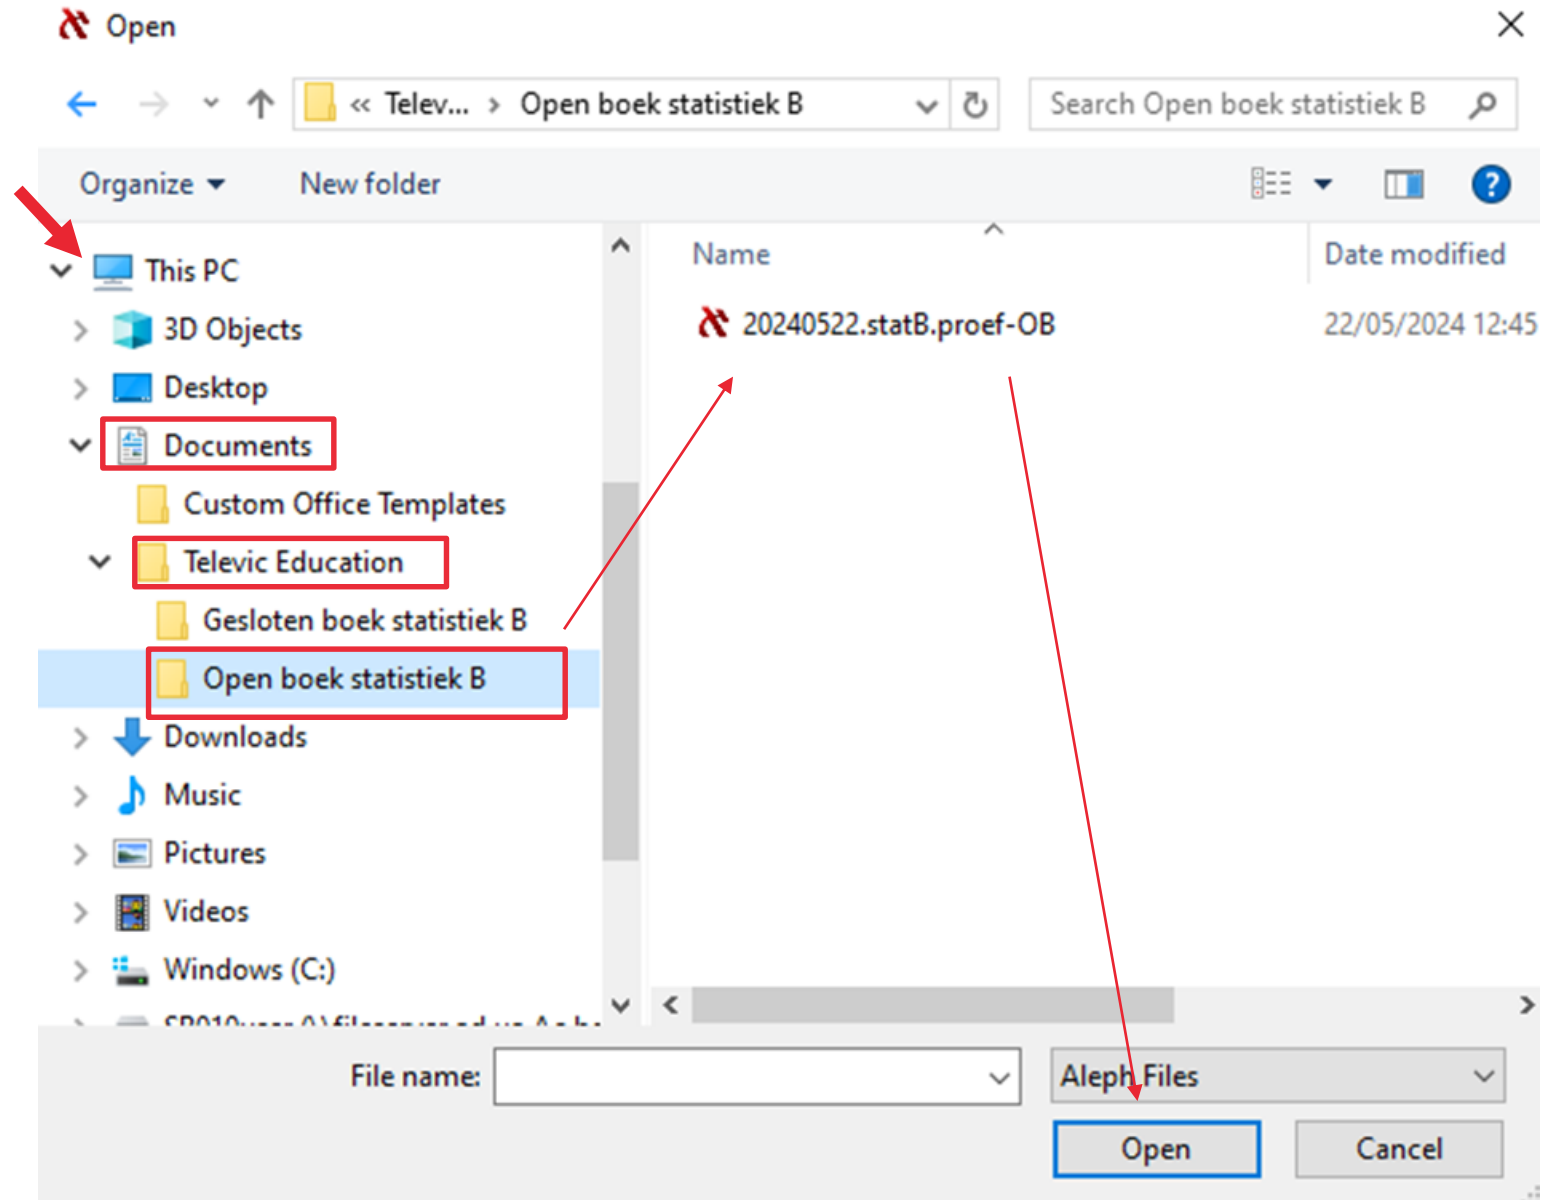 Open
« Telev... › Open boek statistiek B
Search Open boek statistiek B
Organize
New folder
?
This PC
3D Objects
Desktop
Documents
Custom Office Templates
Televic Education
Gesloten boek statistiek B
Open boek statistiek B
Downloads
Music
Pictures
Videos
Windows (C:)
Name
Date modified
20240522.statB.proef-OB
22/05/2024 12:45
File name:
Aleph Files
Open
Cancel